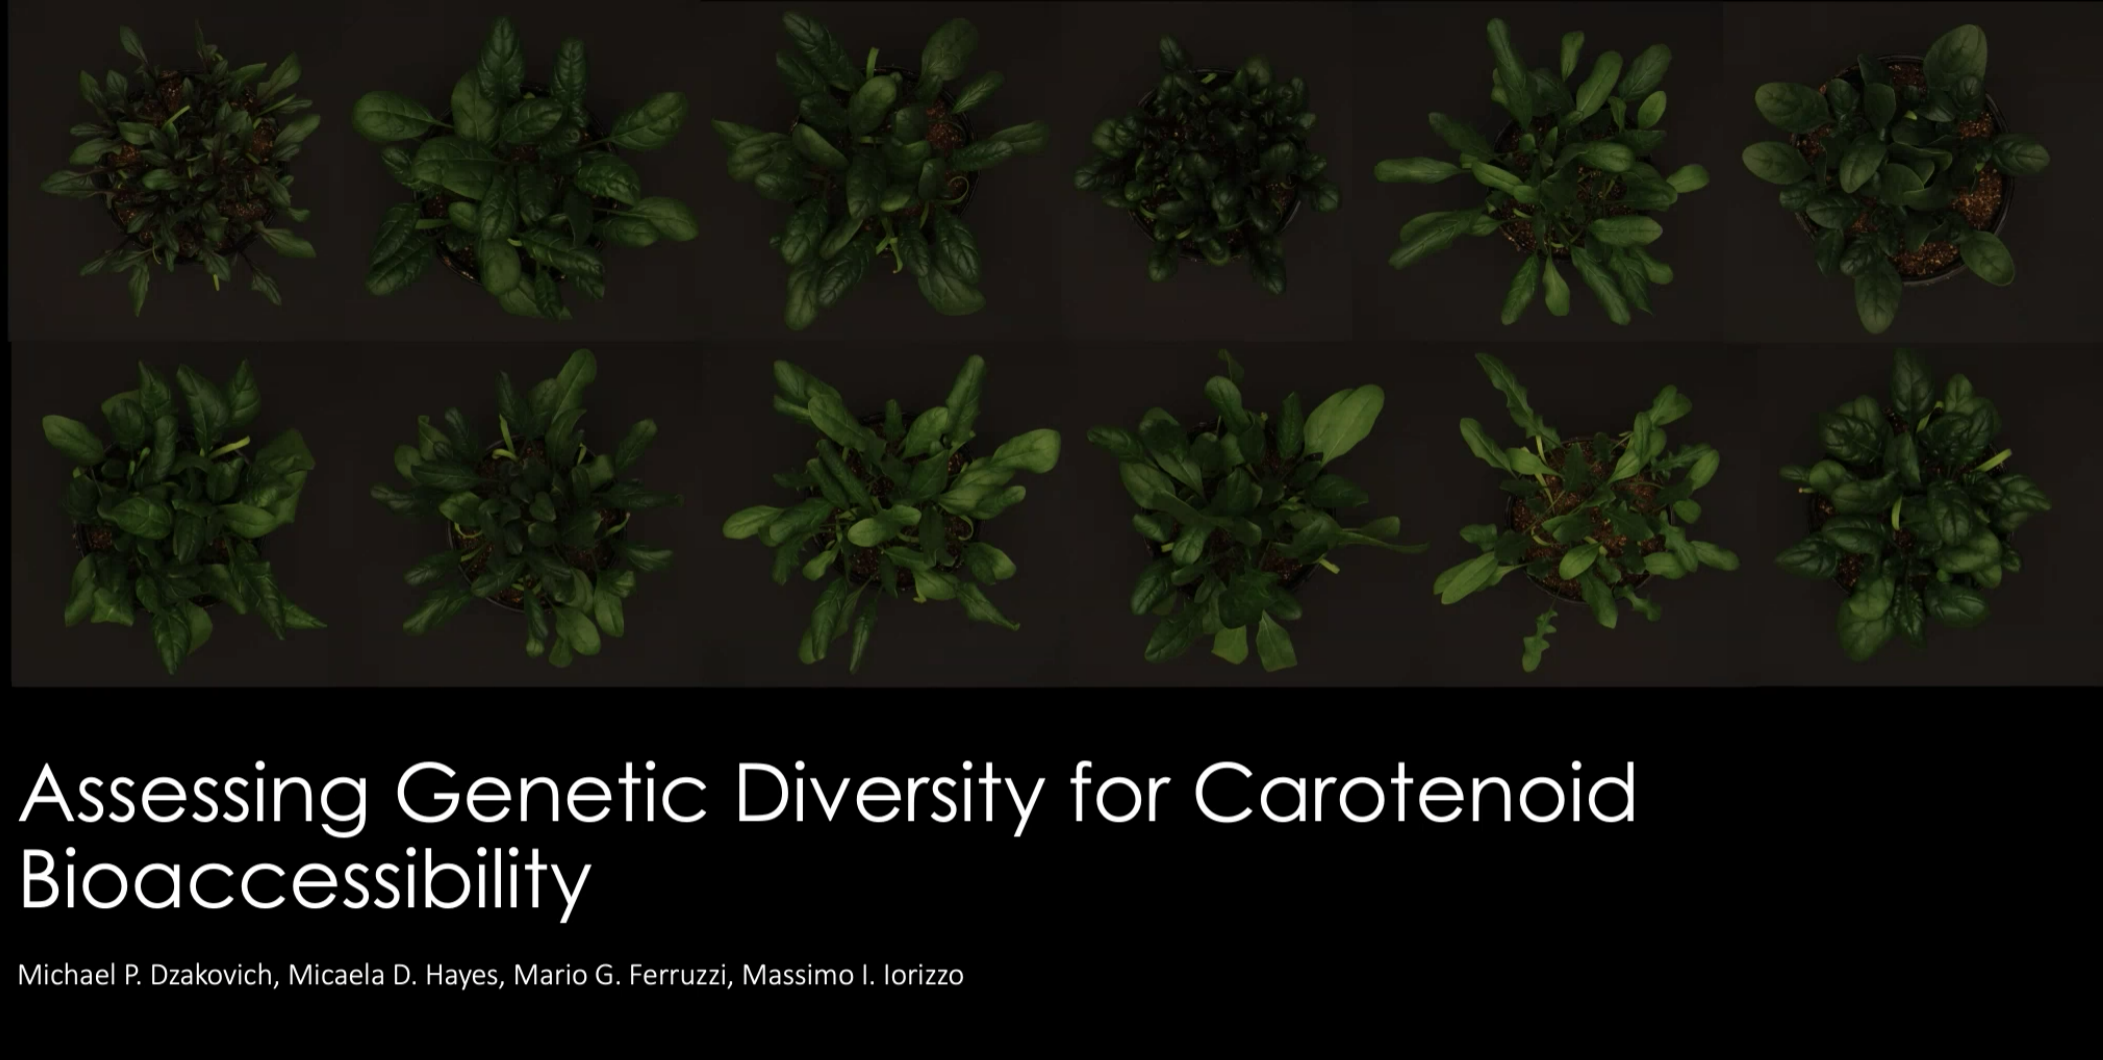 Assessing Genetic Diversity for Carotenoid
Bioaccessibility
Michael P. Dzakovich, Micaela D. Hayes, Mario G. Ferruzzi, Massimo I. Iorizzo